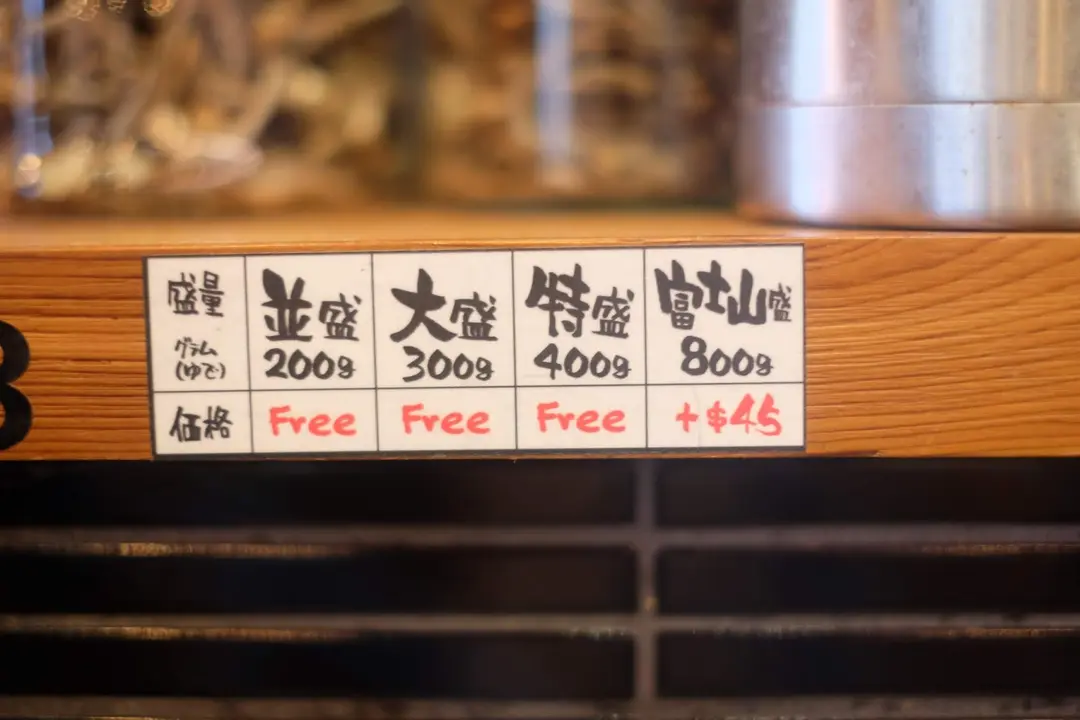 盛量 並盛 大盛 特盛 富士山盛
グラム(ゆで) 200g 300g 400g 800g
価格 Free Free Free +$45